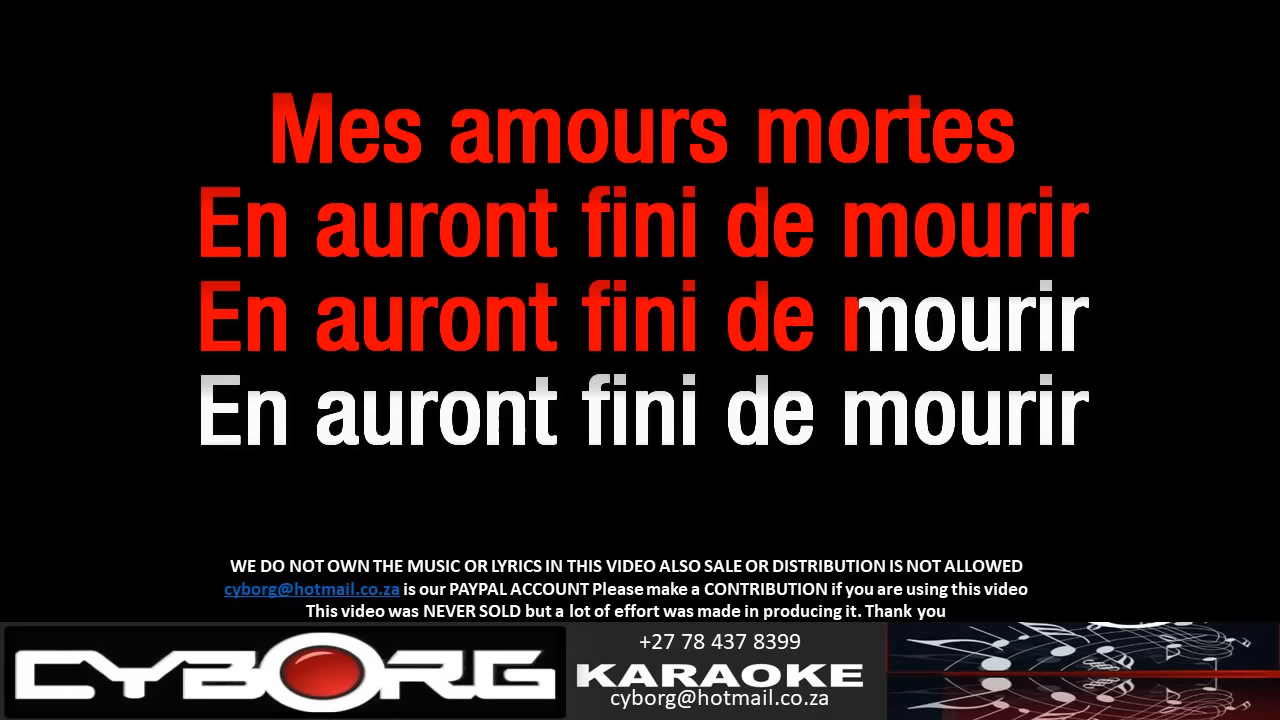 Mes amours mortes
En auront fini de mourir
En auront fini de mourir
En auront fini de mourir
WE DO NOT OWN THE MUSIC OR LYRICS IN THIS VIDEO ALSO SALE OR DISTRIBUTION IS NOT ALLOWED
cyborg@hotmail.co.za is our PAYPAL ACCOUNT Please make a CONTRIBUTION if you are using this video
This video was NEVER SOLD but a lot of effort was made in producing it. Thank you
CYBORG
+27 78 437 8399
KARAOKE
cyborg@hotmail.co.za